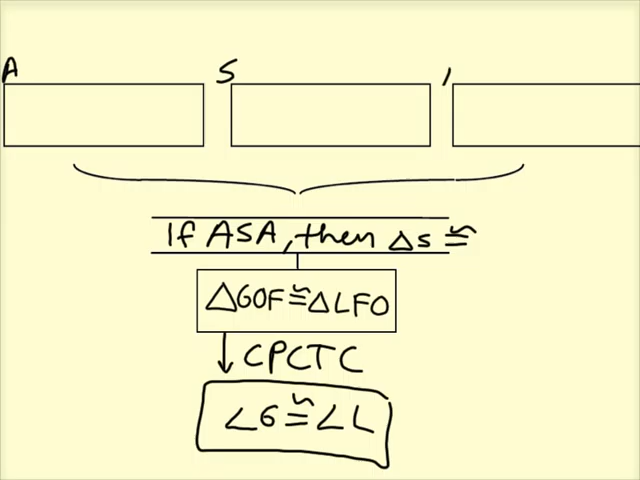 A S
If ASA, then △s ≅
△GOF ≅ △LFO
↓ CPCTC
∠G ≅ ∠L